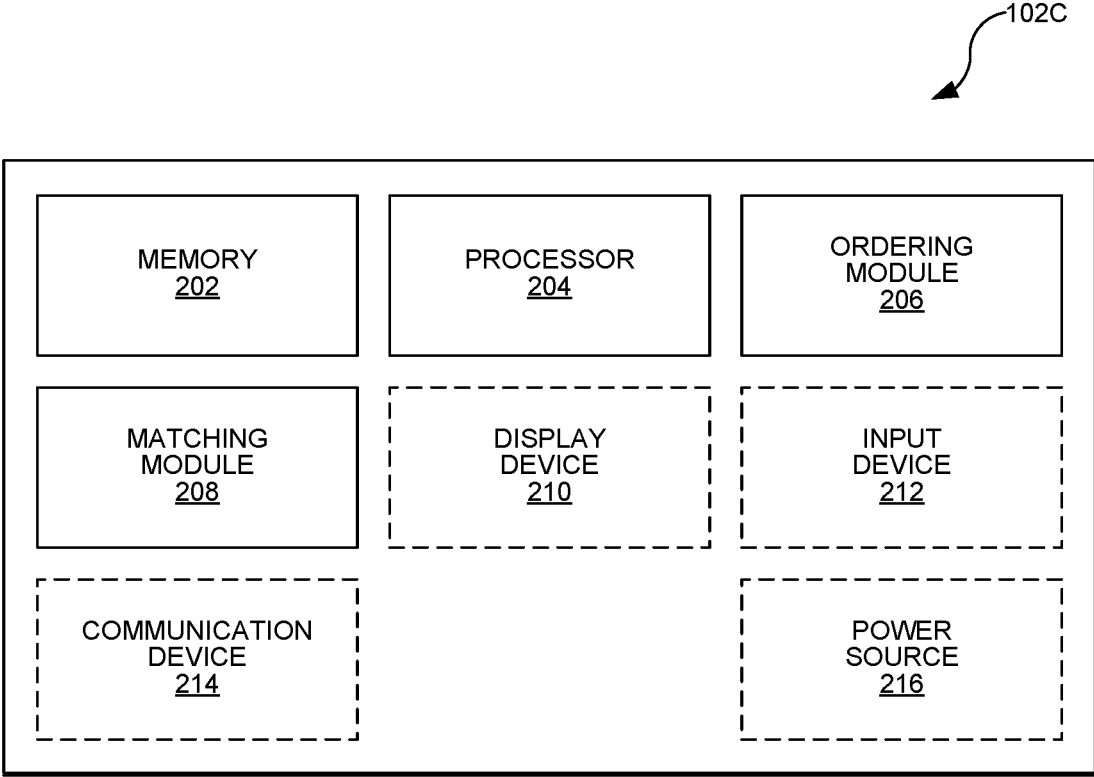 102C
MEMORY
202
PROCESSOR
204
ORDERING
MODULE
206
MATCHING
MODULE
208
DISPLAY
DEVICE
210
INPUT
DEVICE
212
COMMUNICATION
DEVICE
214
POWER
SOURCE
216